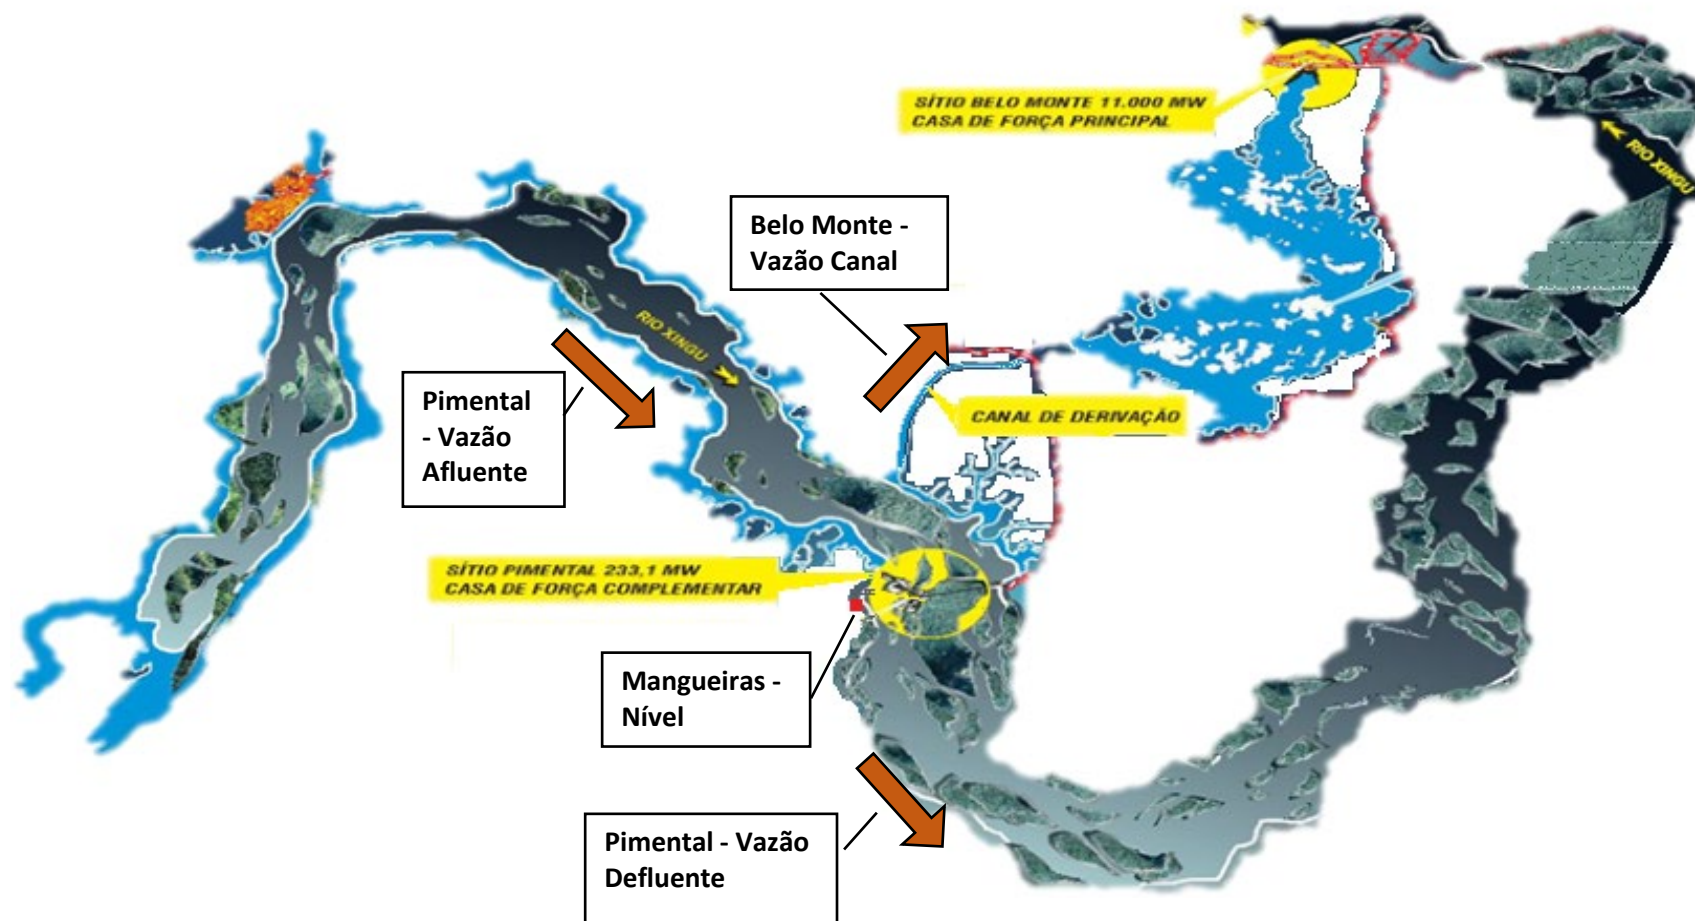 SÍTIO BELO MONTE 11.000 MW
CASA DE FORÇA PRINCIPAL
RIO XINGU
Belo Monte -
Vazão Canal
RIO XINGU
Pimental
- Vazão
Afluente
CANAL DE DERIVAÇÃO
SÍTIO PIMENTAL 233,1 MW
CASA DE FORÇA COMPLEMENTAR
Mangueiras -
Nível
Pimental - Vazão
Defluente